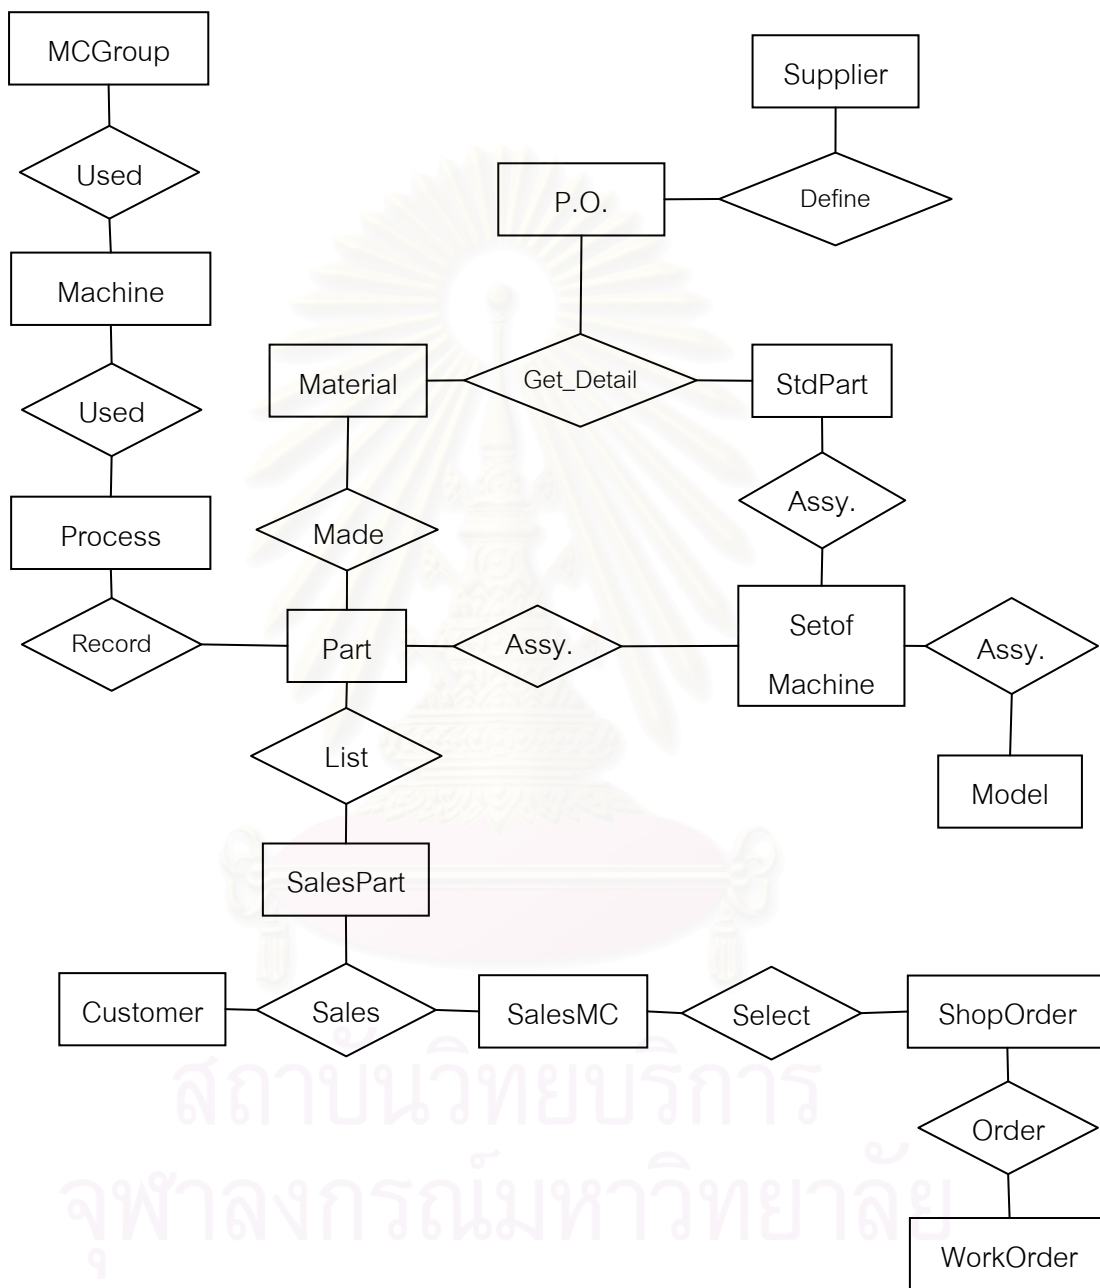 MCGroup
Supplier
Used
P.O.
Define
Machine
Material
Get_Detail
StdPart
Used
Assy.
Process
Made
Record
Part
Assy.
Setof
Machine
Assy.
List
Model
SalesPart
Customer
Sales
SalesMC
Select
ShopOrder
สถาบันวิทยบริการ
Order
จุฬาลงกรณ์มหาวิทยาลัย
WorkOrder